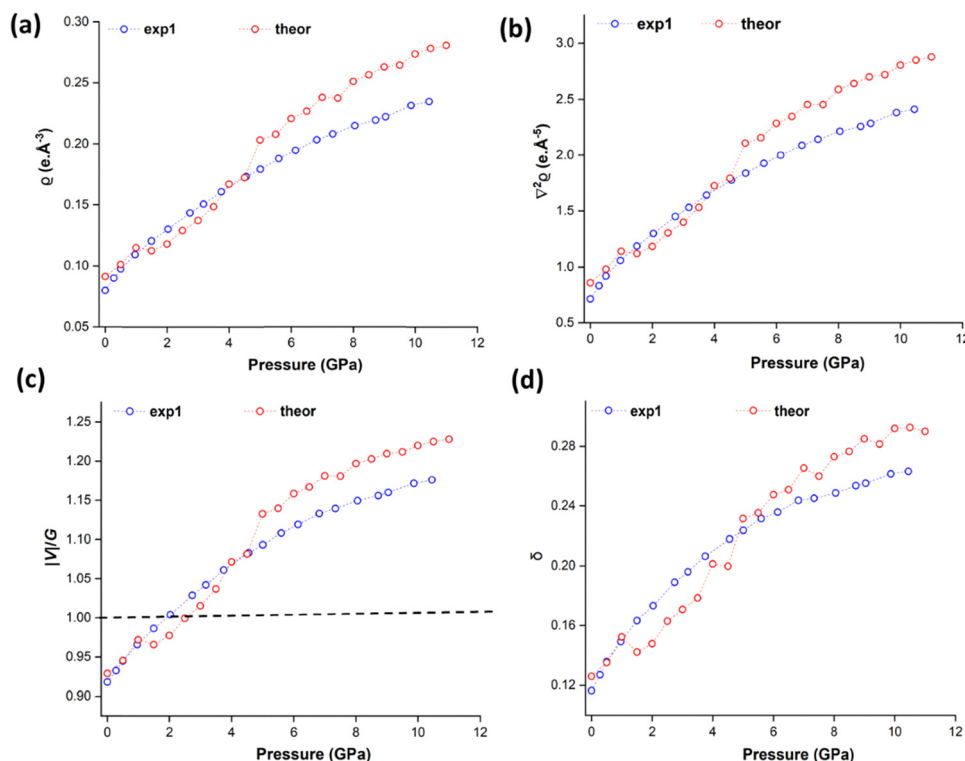 (a)
exp1 theor
0.30
0.25
0.20
0.15
0.10
0.05
ϱ (e.Å⁻³)
0 2 4 6 8 10 12
Pressure (GPa)
(b)
exp1 theor
3.0
2.5
2.0
1.5
1.0
0.5
∇²ϱ (e.Å⁻⁵)
0 2 4 6 8 10 12
Pressure (GPa)
(c)
exp1 theor
1.25
1.20
1.15
1.10
1.05
1.00
0.95
0.90
|V|/G
0 2 4 6 8 10 12
Pressure (GPa)
(d)
exp1 theor
0.28
0.24
0.20
0.16
0.12
δ
0 2 4 6 8 10 12
Pressure (GPa)